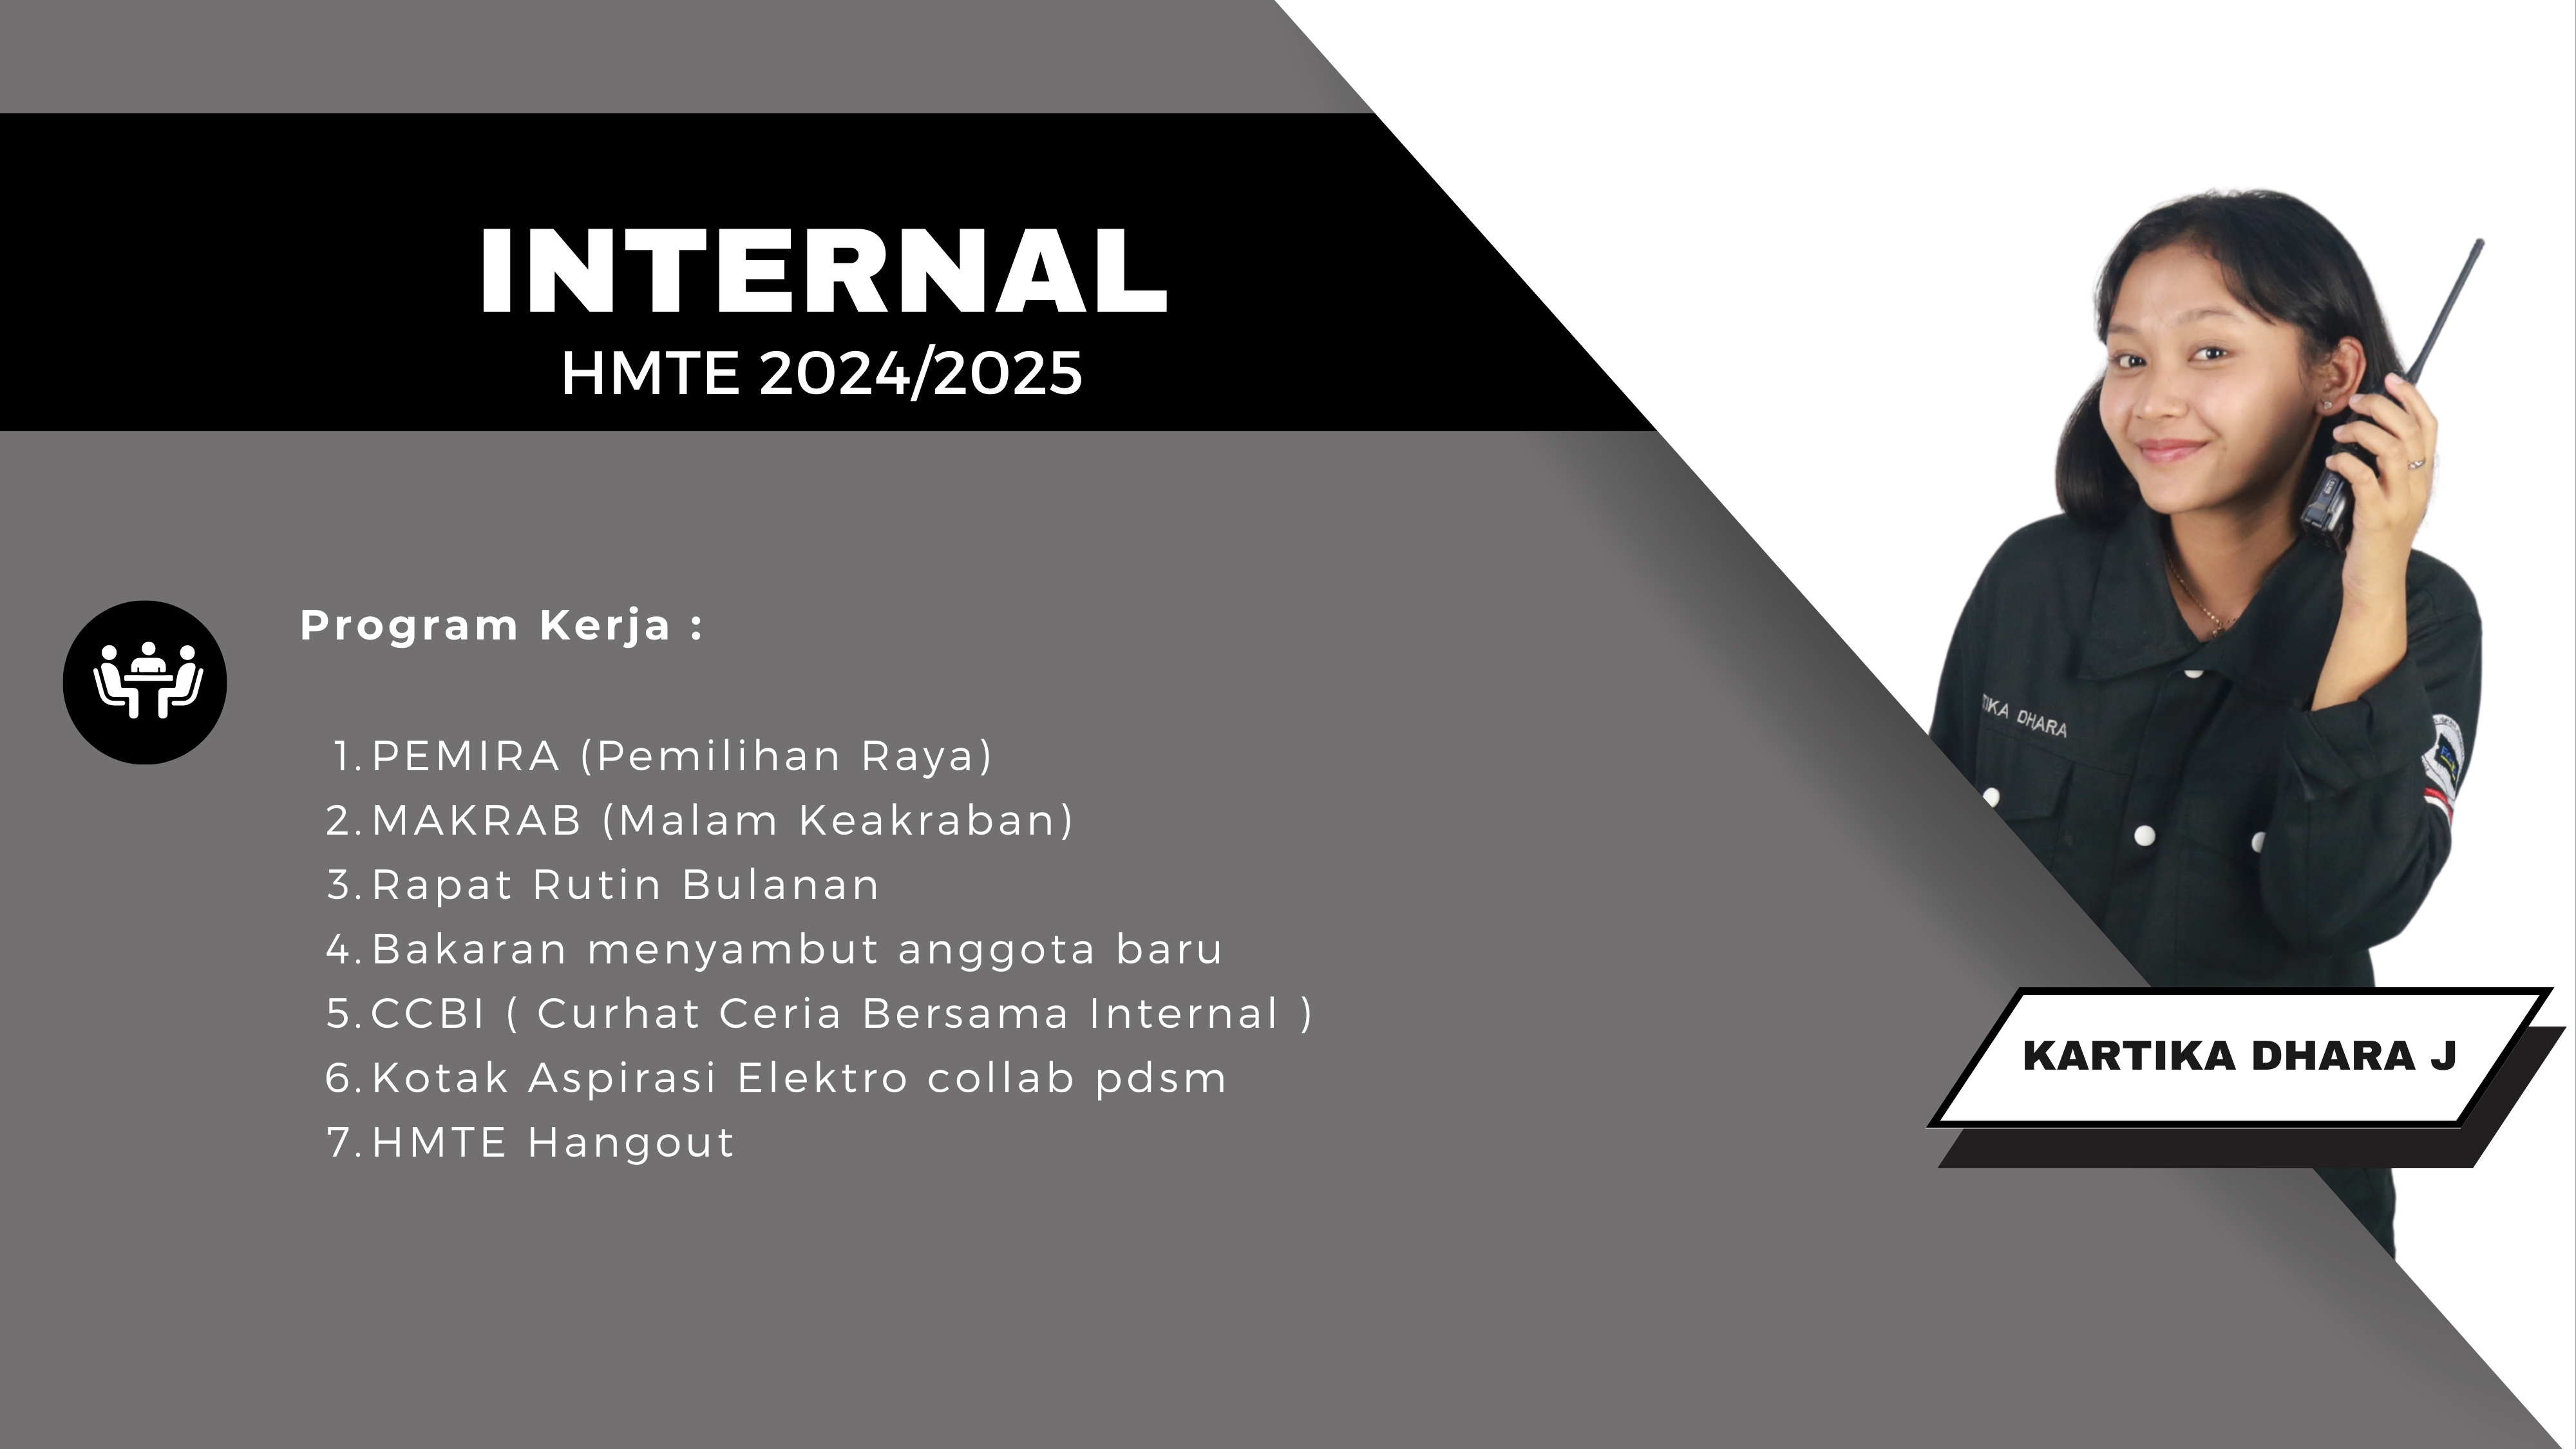 INTERNAL
HMTE 2024/2025
Program Kerja :
1. PEMIRA (Pemilihan Raya)
2. MAKRAB (Malam Keakraban)
3. Rapat Rutin Bulanan
4. Bakaran menyambut anggota baru
5. CCBI ( Curhat Ceria Bersama Internal )
6. Kotak Aspirasi Elektro collab pdsm
7. HMTE Hangout
TIKA DHARA
KARTIKA DHARA J